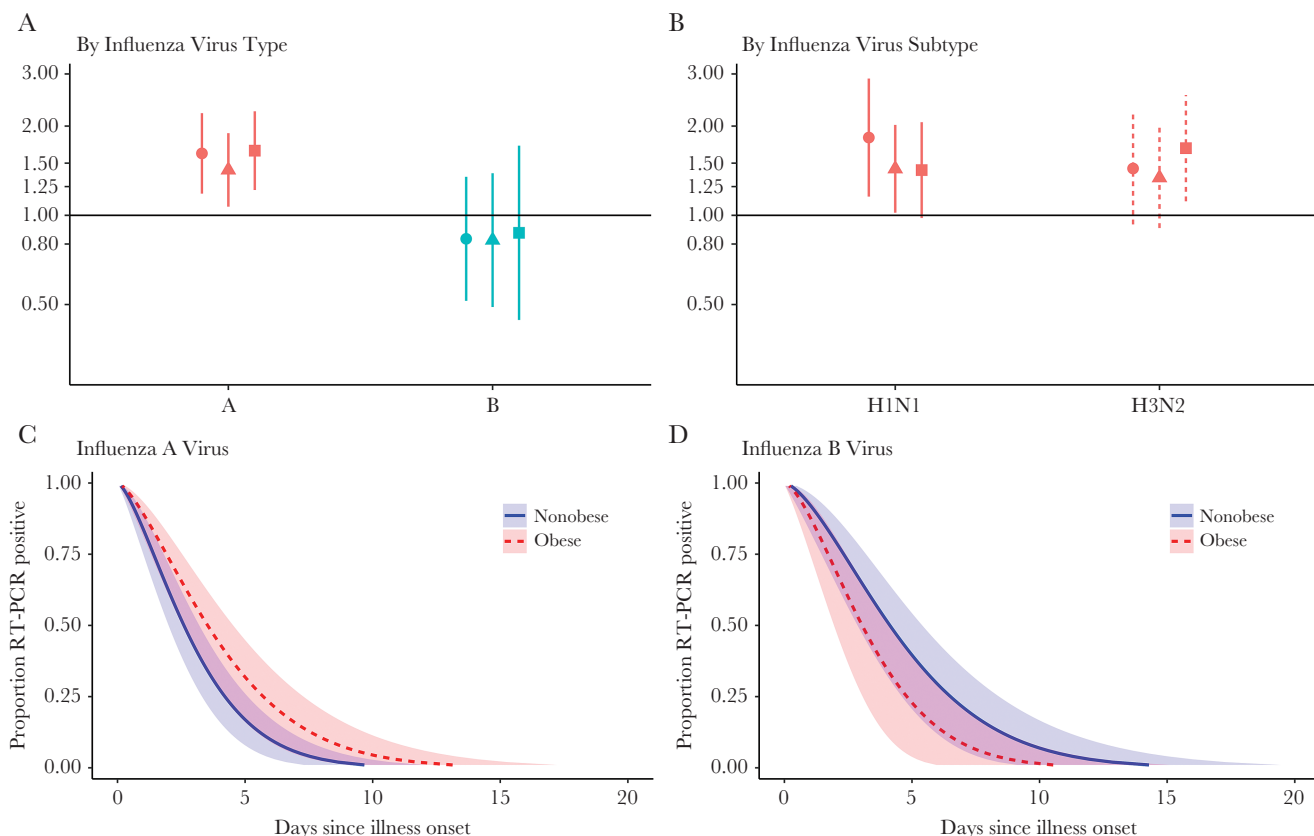 A
By Influenza Virus Type
3.00
2.00
1.50
1.25
1.00
0.80
0.50
A
B
B
By Influenza Virus Subtype
3.00
2.00
1.50
1.25
1.00
0.80
0.50
H1N1
H3N2
C
Influenza A Virus
Proportion RT-PCR positive
1.00
0.75
0.50
0.25
0.00
Nonobese
Obese
0
5
10
15
20
Days since illness onset
D
Influenza B Virus
Proportion RT-PCR positive
1.00
0.75
0.50
0.25
0.00
Nonobese
Obese
0
5
10
15
20
Days since illness onset